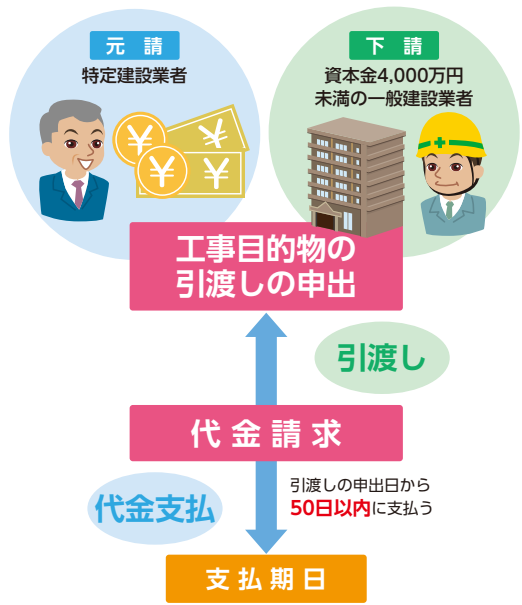 元請
特定建設業者
下請
資本金4,000万円
未満の一般建設業者
¥
¥
¥
¥
工事目的物の
引渡しの申出
引渡し
代金請求
代金支払
引渡しの申出日から
50日以内に支払う
支払期日